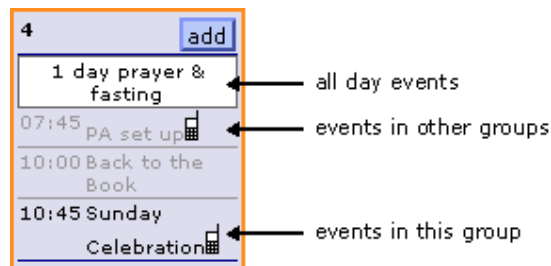 4 add
1 day prayer &
fasting
all day events
07:45 PA set up
events in other groups
10:00 Back to the
Book
10:45 Sunday
Celebration
events in this group